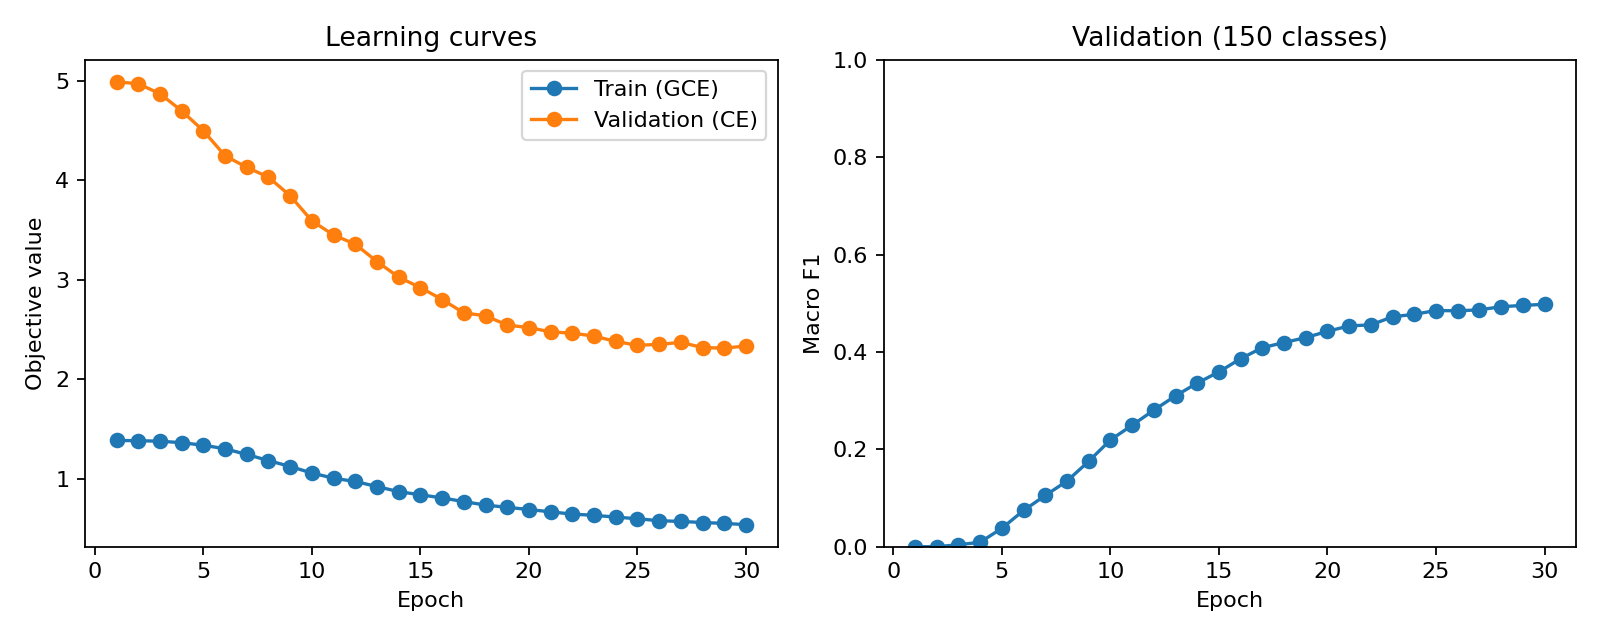 Learning curves
Objective value
5
4
3
2
1
Train (GCE)
Validation (CE)
0 5 10 15 20 25 30
Epoch
Validation (150 classes)
Macro F1
1.0
0.8
0.6
0.4
0.2
0.0
0 5 10 15 20 25 30
Epoch